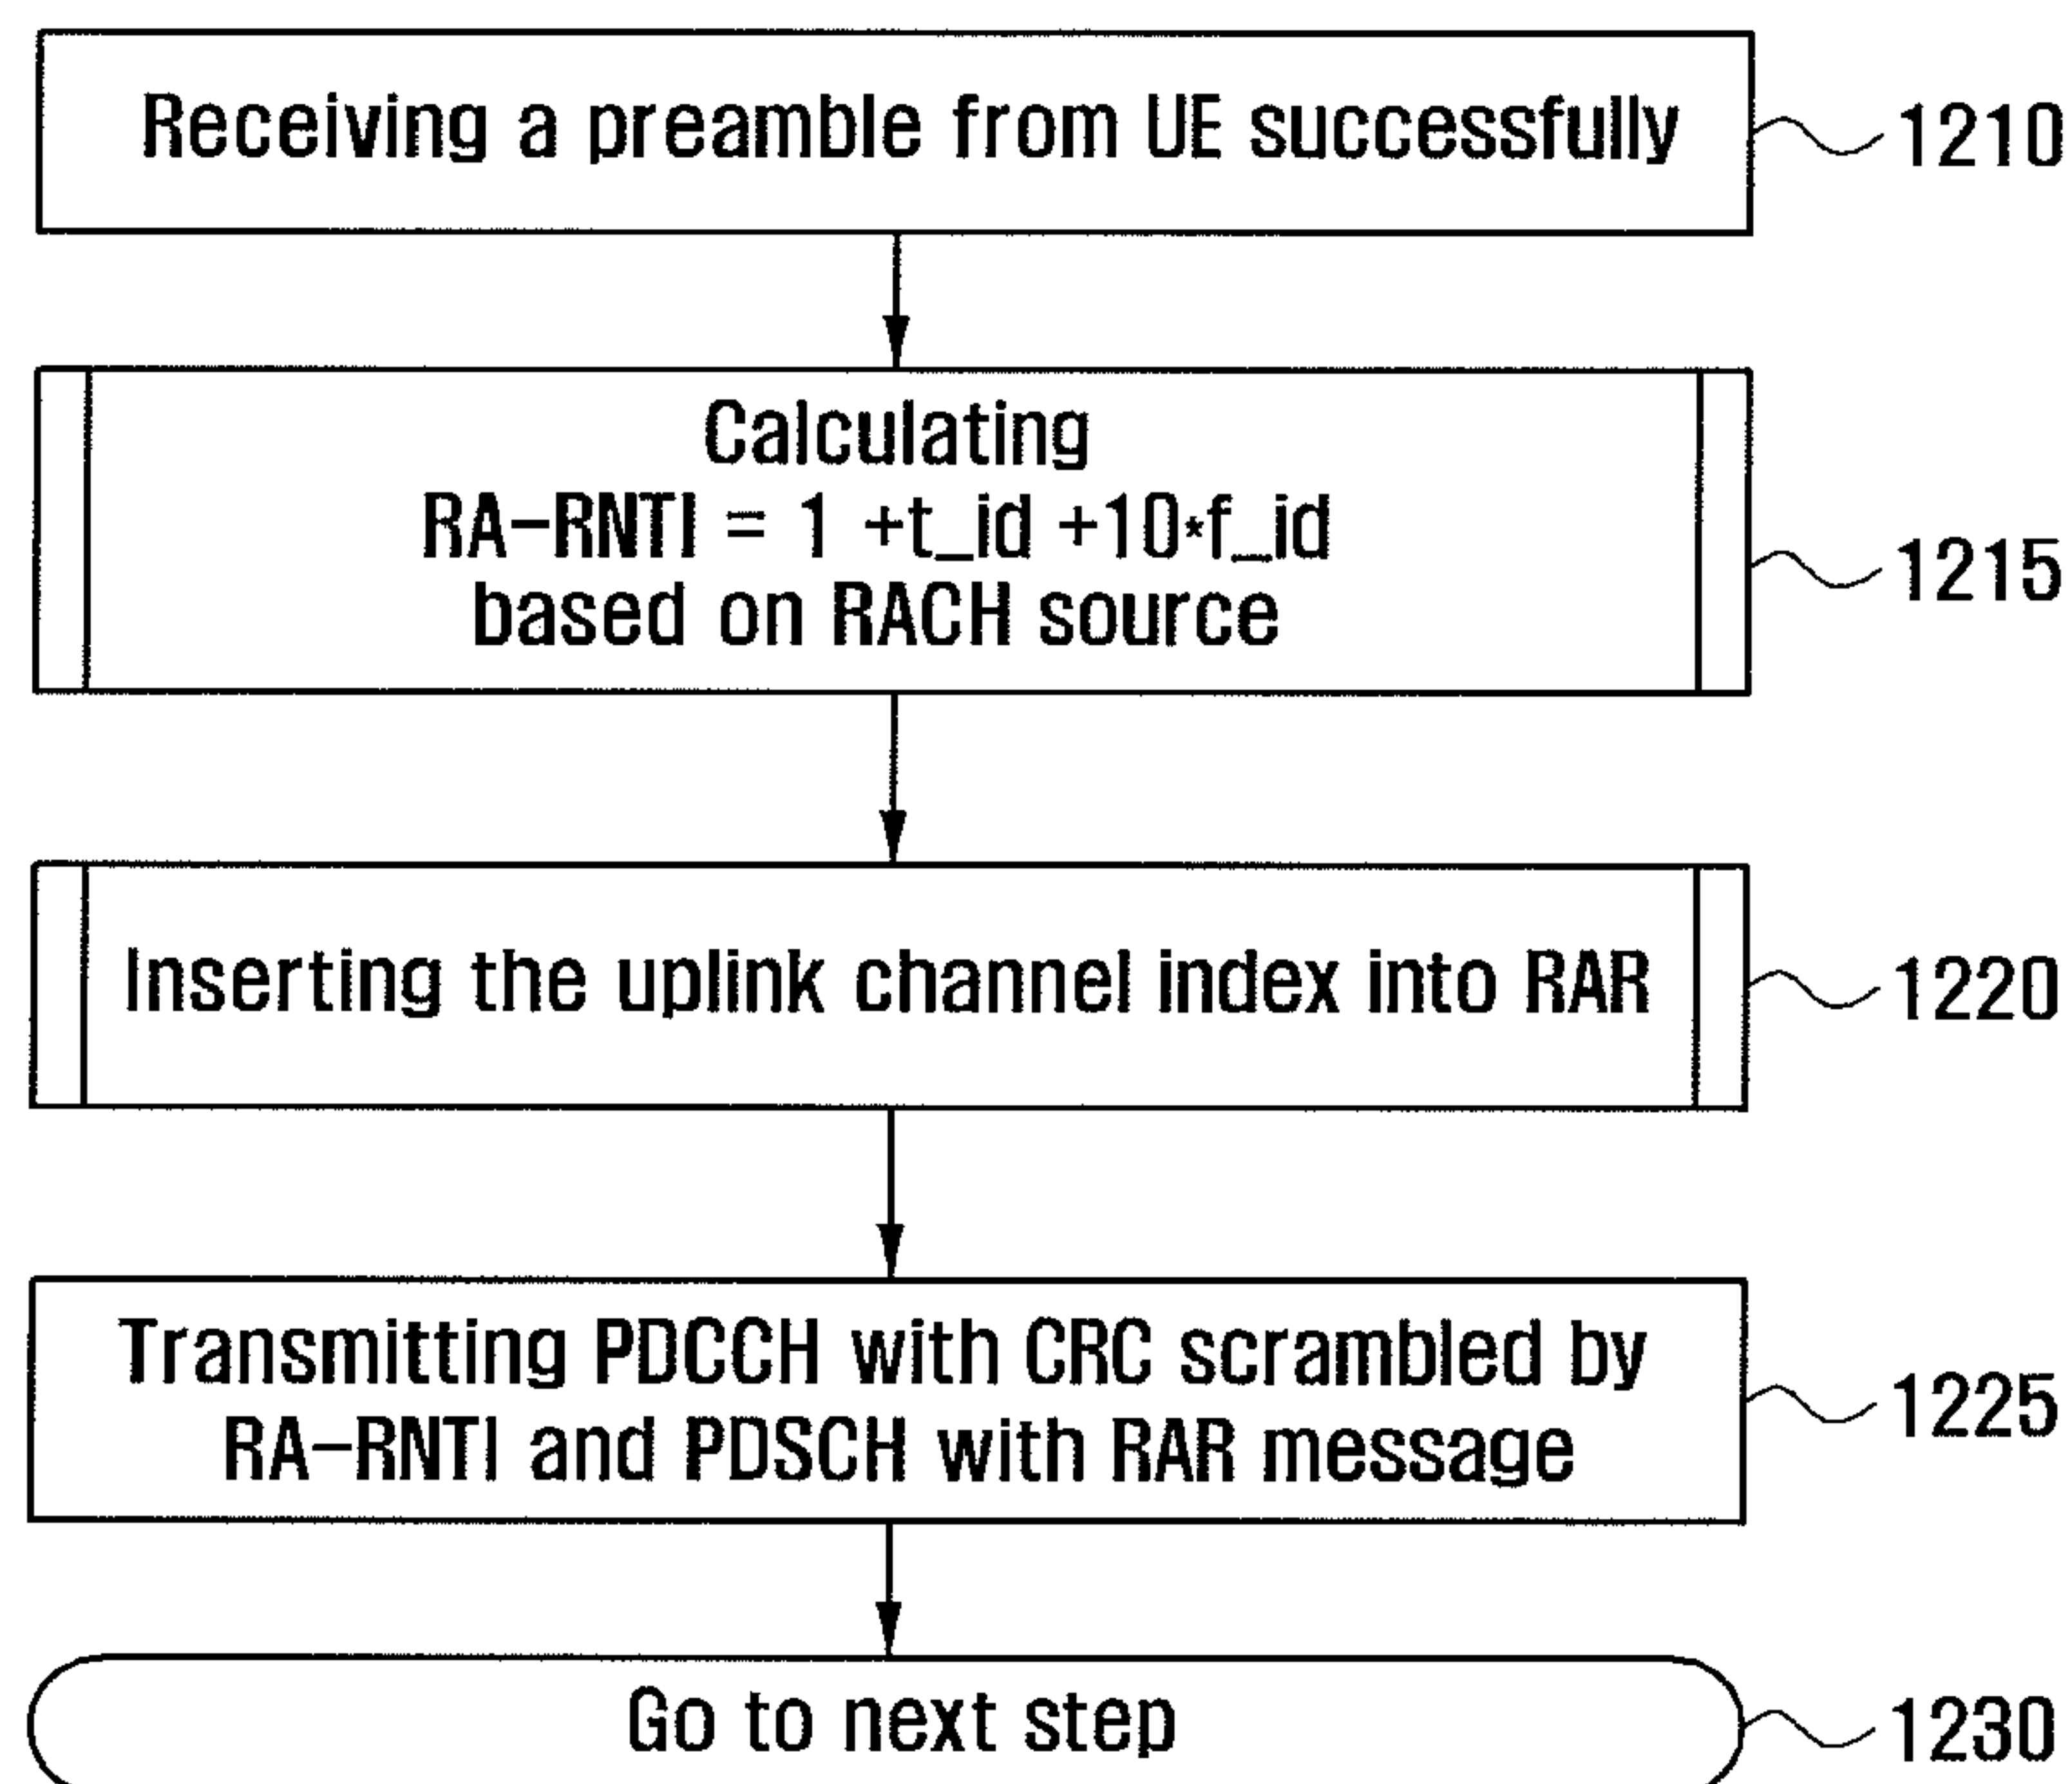 Receiving a preamble from UE successfully
1210
Calculating
RA-RNTI = 1 +t_id +10*f_id
based on RACH source
1215
Inserting the uplink channel index into RAR
1220
Transmitting PDCCH with CRC scrambled by
RA-RNTI and PDSCH with RAR message
1225
Go to next step
1230